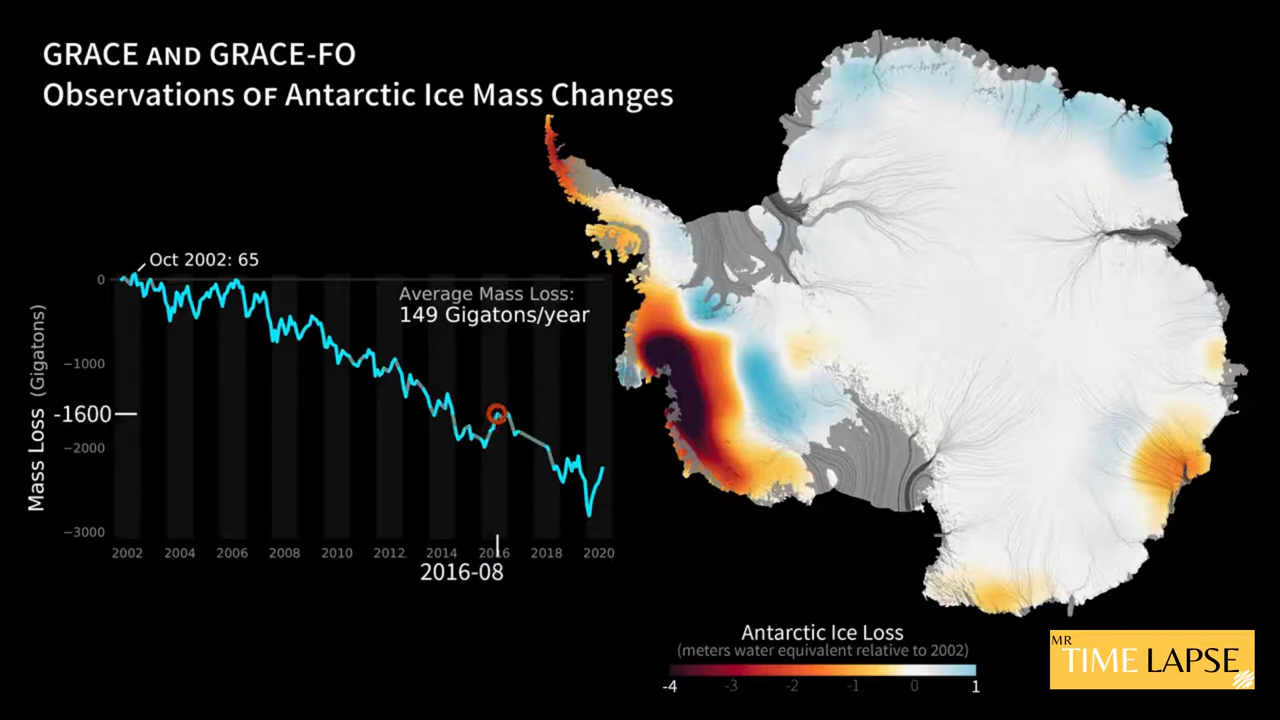 GRACE AND GRACE-FO
Observations OF Antarctic Ice Mass Changes
Oct 2002: 65
Average Mass Loss:
149 Gigatons/year
Mass Loss (Gigatons)
0
−1000
-1600
−2000
−3000
2002 2004 2006 2008 2010 2012 2014 2016 2018 2020
2016-08
Antarctic Ice Loss
(meters water equivalent relative to 2002)
-4 -3 -2 -1 0 1
MR
TIME LAPSE